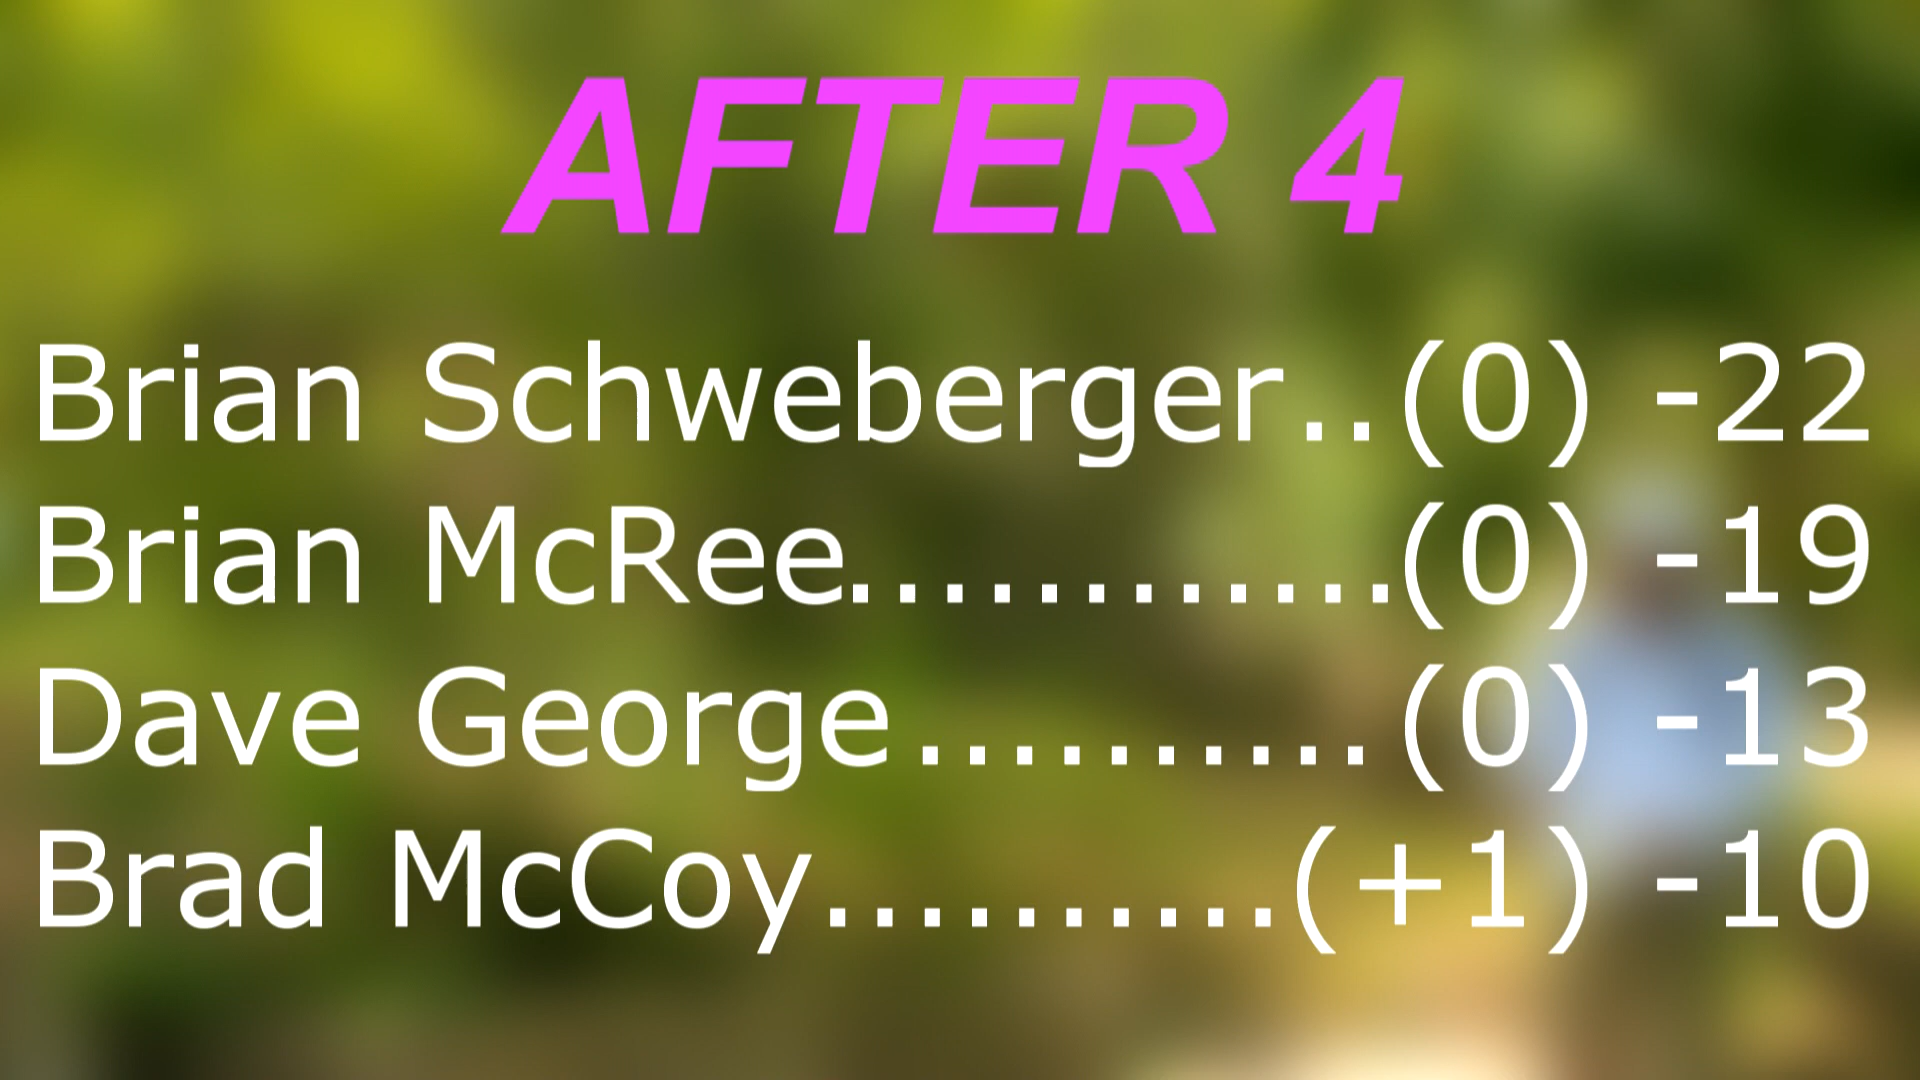 AFTER 4
Brian Schweberger..(0) -22
Brian McRee............(0) -19
Dave George..........(0) -13
Brad McCoy..........(+1) -10